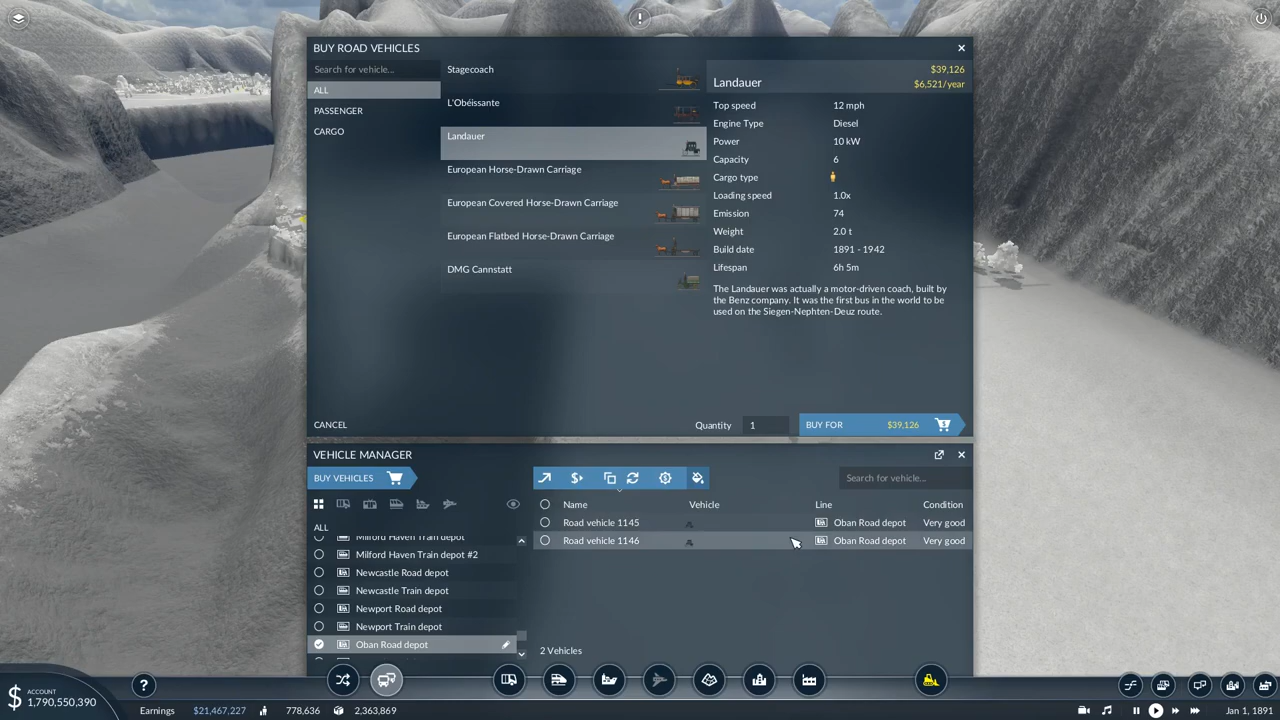 BUY ROAD VEHICLES
Search for vehicle...
ALL
PASSENGER
CARGO
Stagecoach
L'Obéissante
Landauer
European Horse-Drawn Carriage
European Covered Horse-Drawn Carriage
European Flatbed Horse-Drawn Carriage
DMG Cannstatt
Landauer
$39,126
$6,521/year
Top speed 12 mph
Engine Type Diesel
Power 10 kW
Capacity 6
Cargo type
Loading speed 1.0x
Emission 74
Weight 2.0 t
Build date 1891 - 1942
Lifespan 6h 5m
The Landauer was actually a motor-driven coach, built by
the Benz company. It was the first bus in the world to be
used on the Siegen-Nephten-Deuz route.
CANCEL
Quantity 1
BUY FOR $39,126
VEHICLE MANAGER
BUY VEHICLES
Search for vehicle...
ALL
Milford Haven Train depot
Milford Haven Train depot #2
Newcastle Road depot
Newcastle Train depot
Newport Road depot
Newport Train depot
Oban Road depot
Name Vehicle Line Condition
Road vehicle 1145 Oban Road depot Very good
Road vehicle 1146 Oban Road depot Very good
2 Vehicles
$ ACCOUNT
1,790,550,390
?
Earnings $21,467,227 778,636 2,363,869
Jan 1, 1891